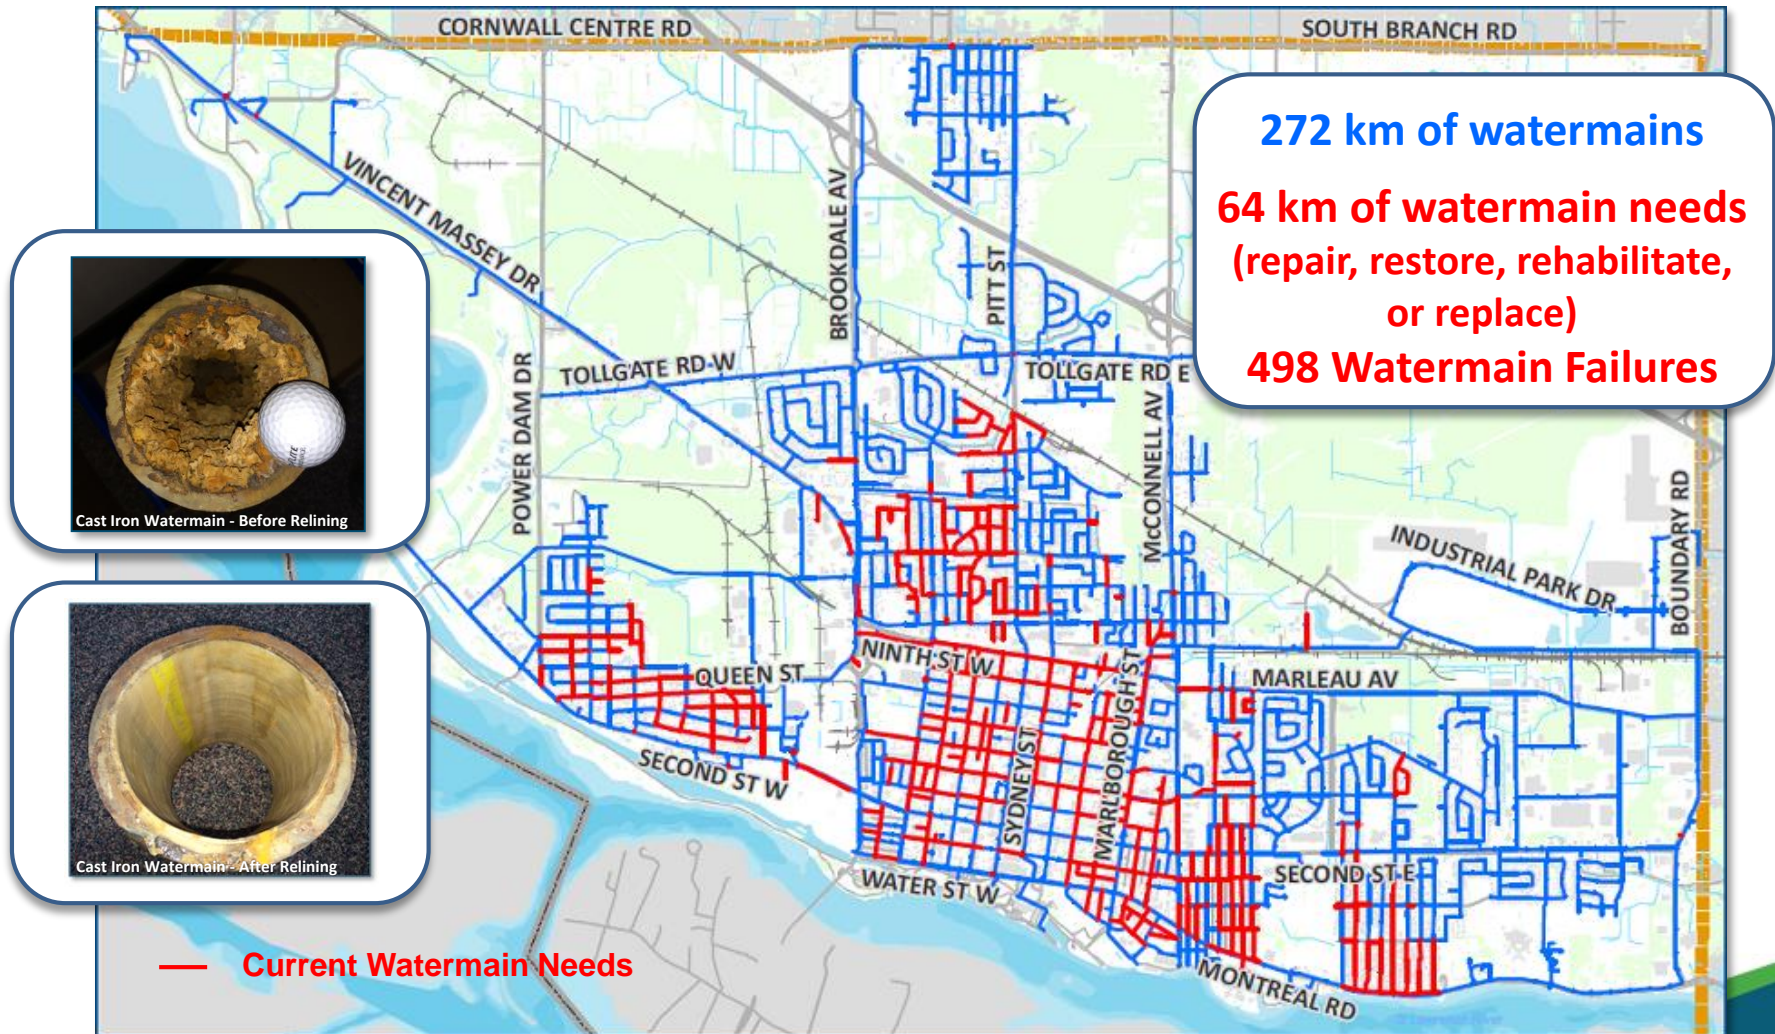 CORNWALL CENTRE RD
SOUTH BRANCH RD
272 km of watermains
64 km of watermain needs
(repair, restore, rehabilitate,
or replace)
498 Watermain Failures
VINCENT MASSEY DR
BROOKDALE AV
PITT ST
TOLLGATE RD W
TOLLGATE RD E
POWER DAM DR
McCONNELL AV
BOUNDARY RD
INDUSTRIAL PARK DR
Cast Iron Watermain - Before Relining
NINTH ST W
QUEEN ST
MARLEAU AV
SYDNEY ST
MARLBOROUGH ST
SECOND ST W
SECOND ST E
WATER ST W
MONTREAL RD
Cast Iron Watermain - After Relining
Current Watermain Needs